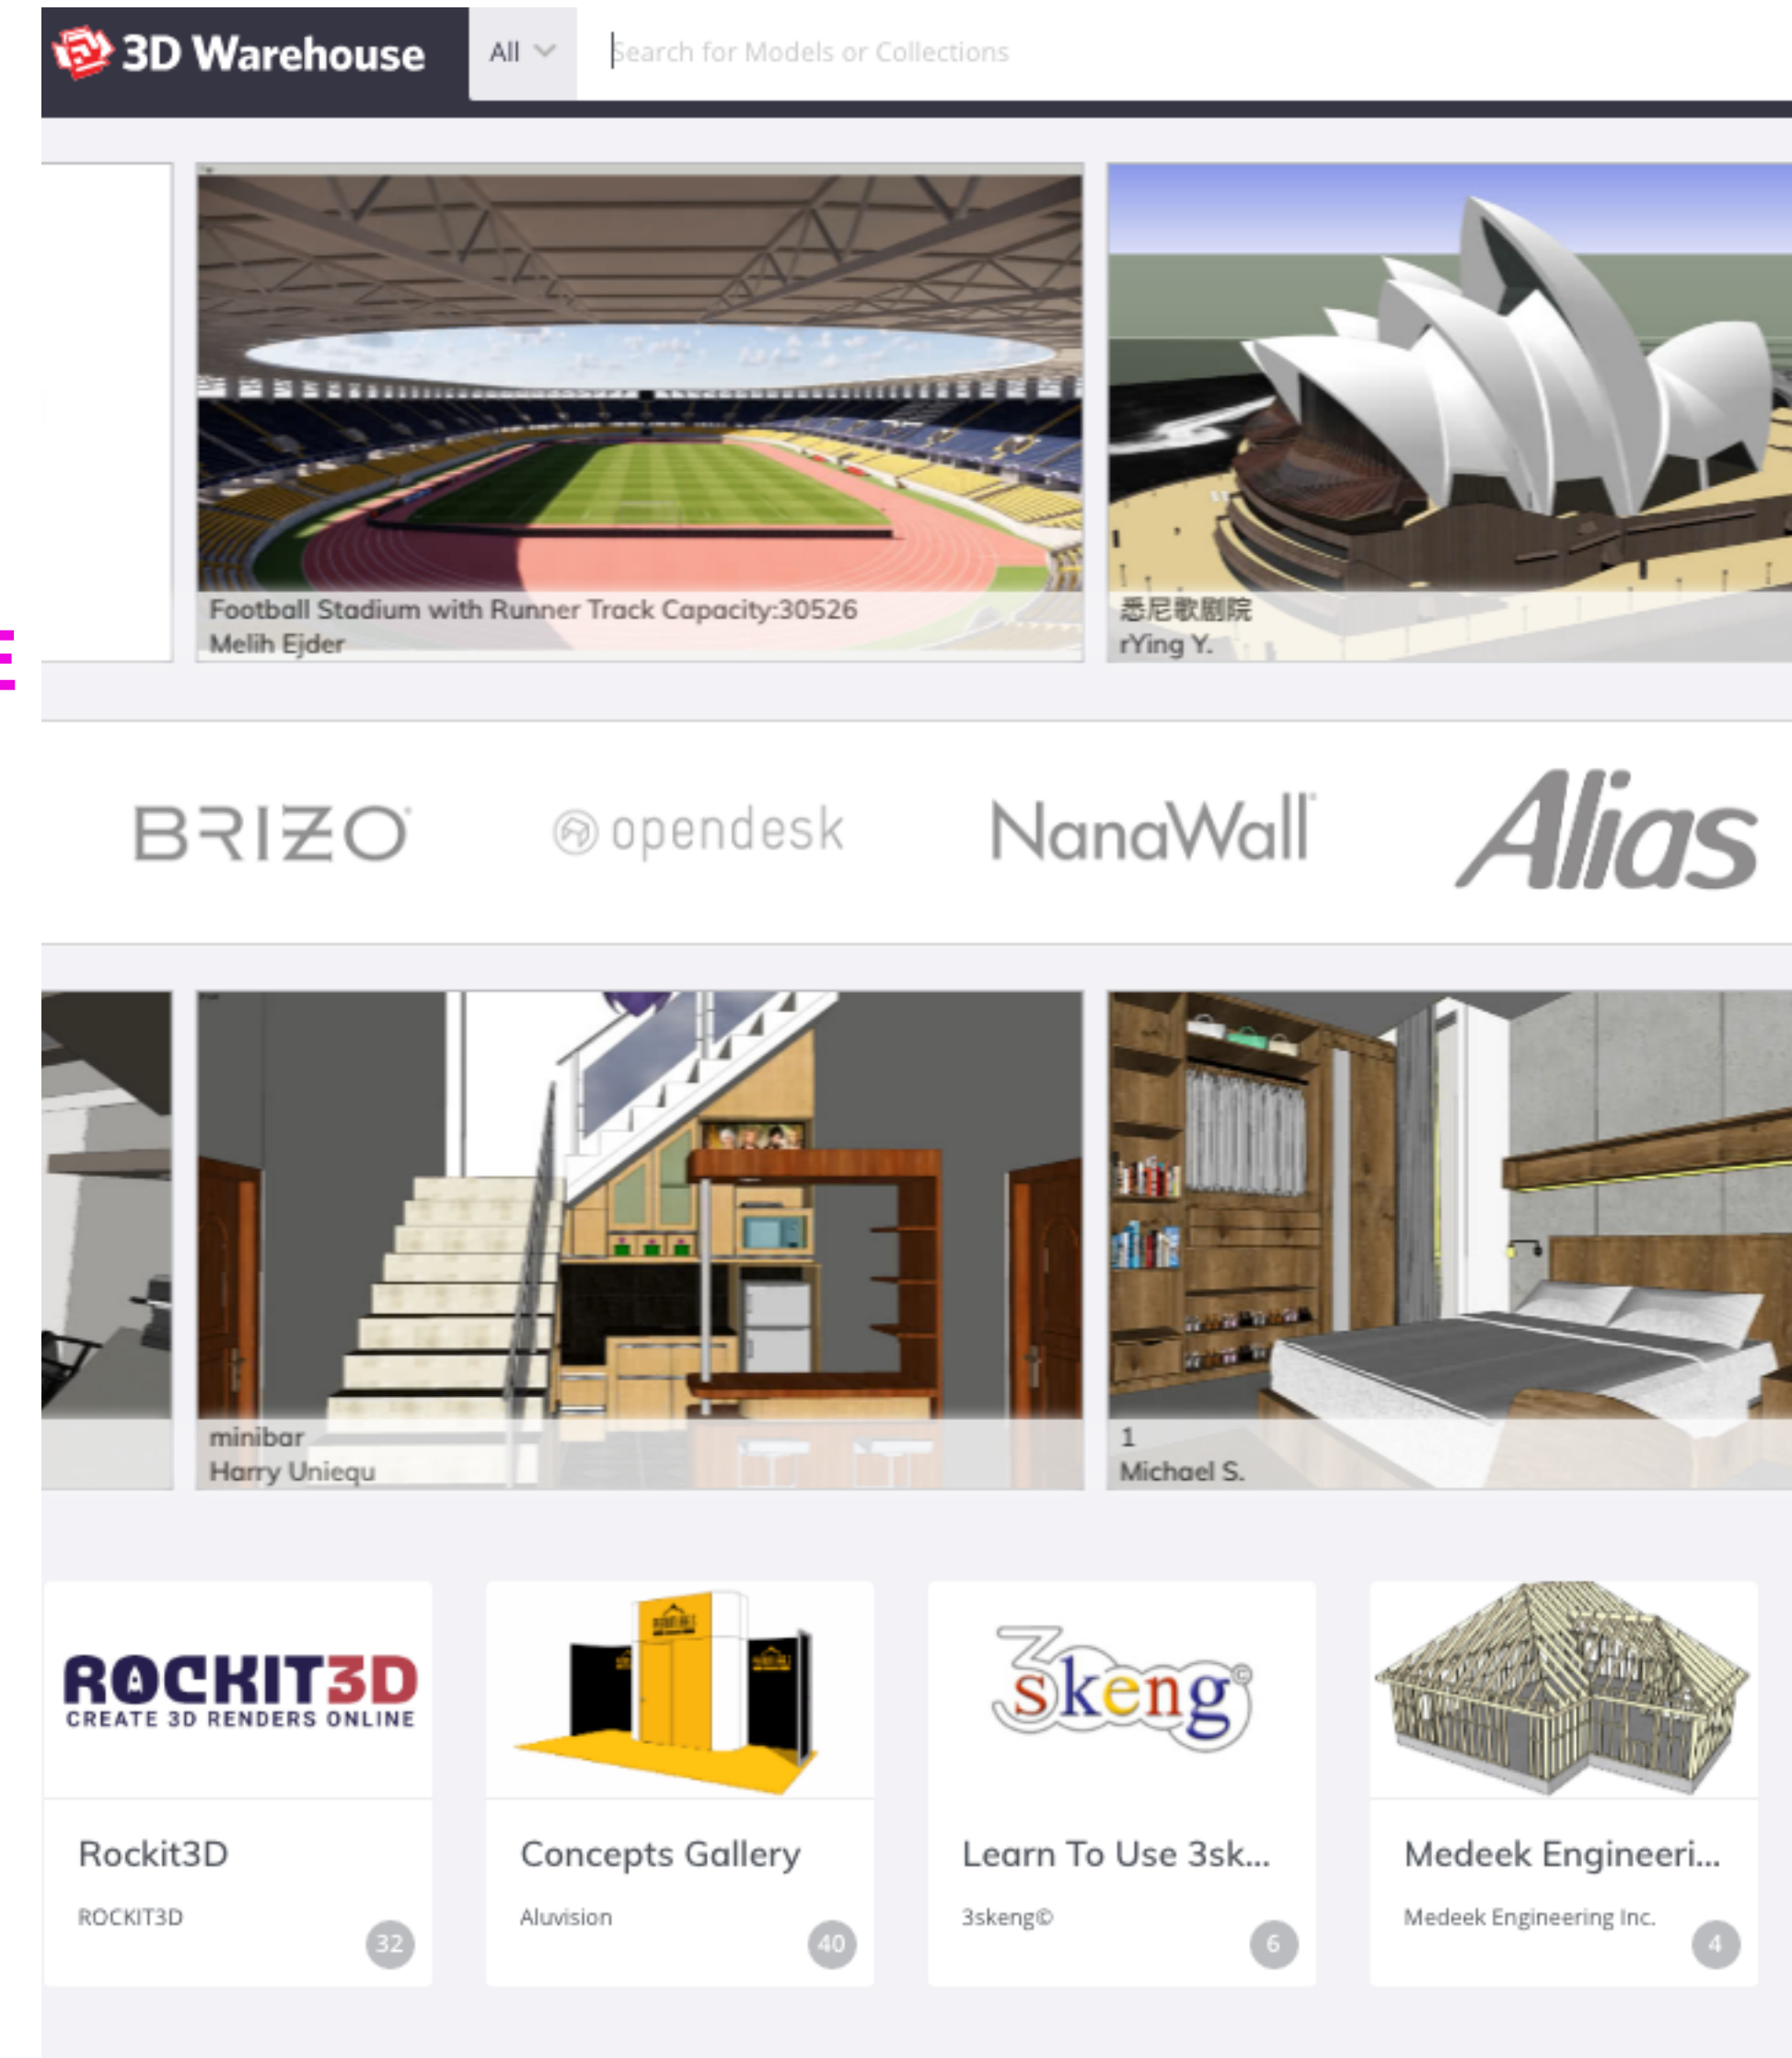 3D Warehouse
All
Search for Models or Collections
Football Stadium with Runner Track Capacity:30526
Melih Ejder
悉尼歌剧院
rYing Y.
BRIZO
opendesk
NanaWall
Alias
minibar
Harry Uniequ
1
Michael S.
ROCKIT3D
CREATE 3D RENDERS ONLINE
3skeng©
Rockit3D
ROCKIT3D
32
Concepts Gallery
Aluvision
40
Learn To Use 3sk...
3skeng©
6
Medeek Engineeri...
Medeek Engineering Inc.
4